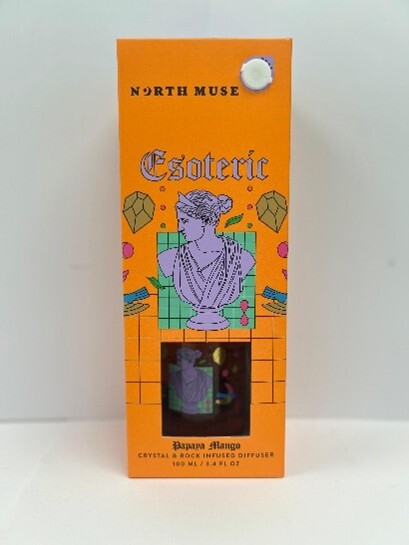 NORTH MUSE
Esoteric
Papaya Mango
CRYSTAL & ROCK INFUSED DIFFUSER
100 ML / 3.4 FL OZ